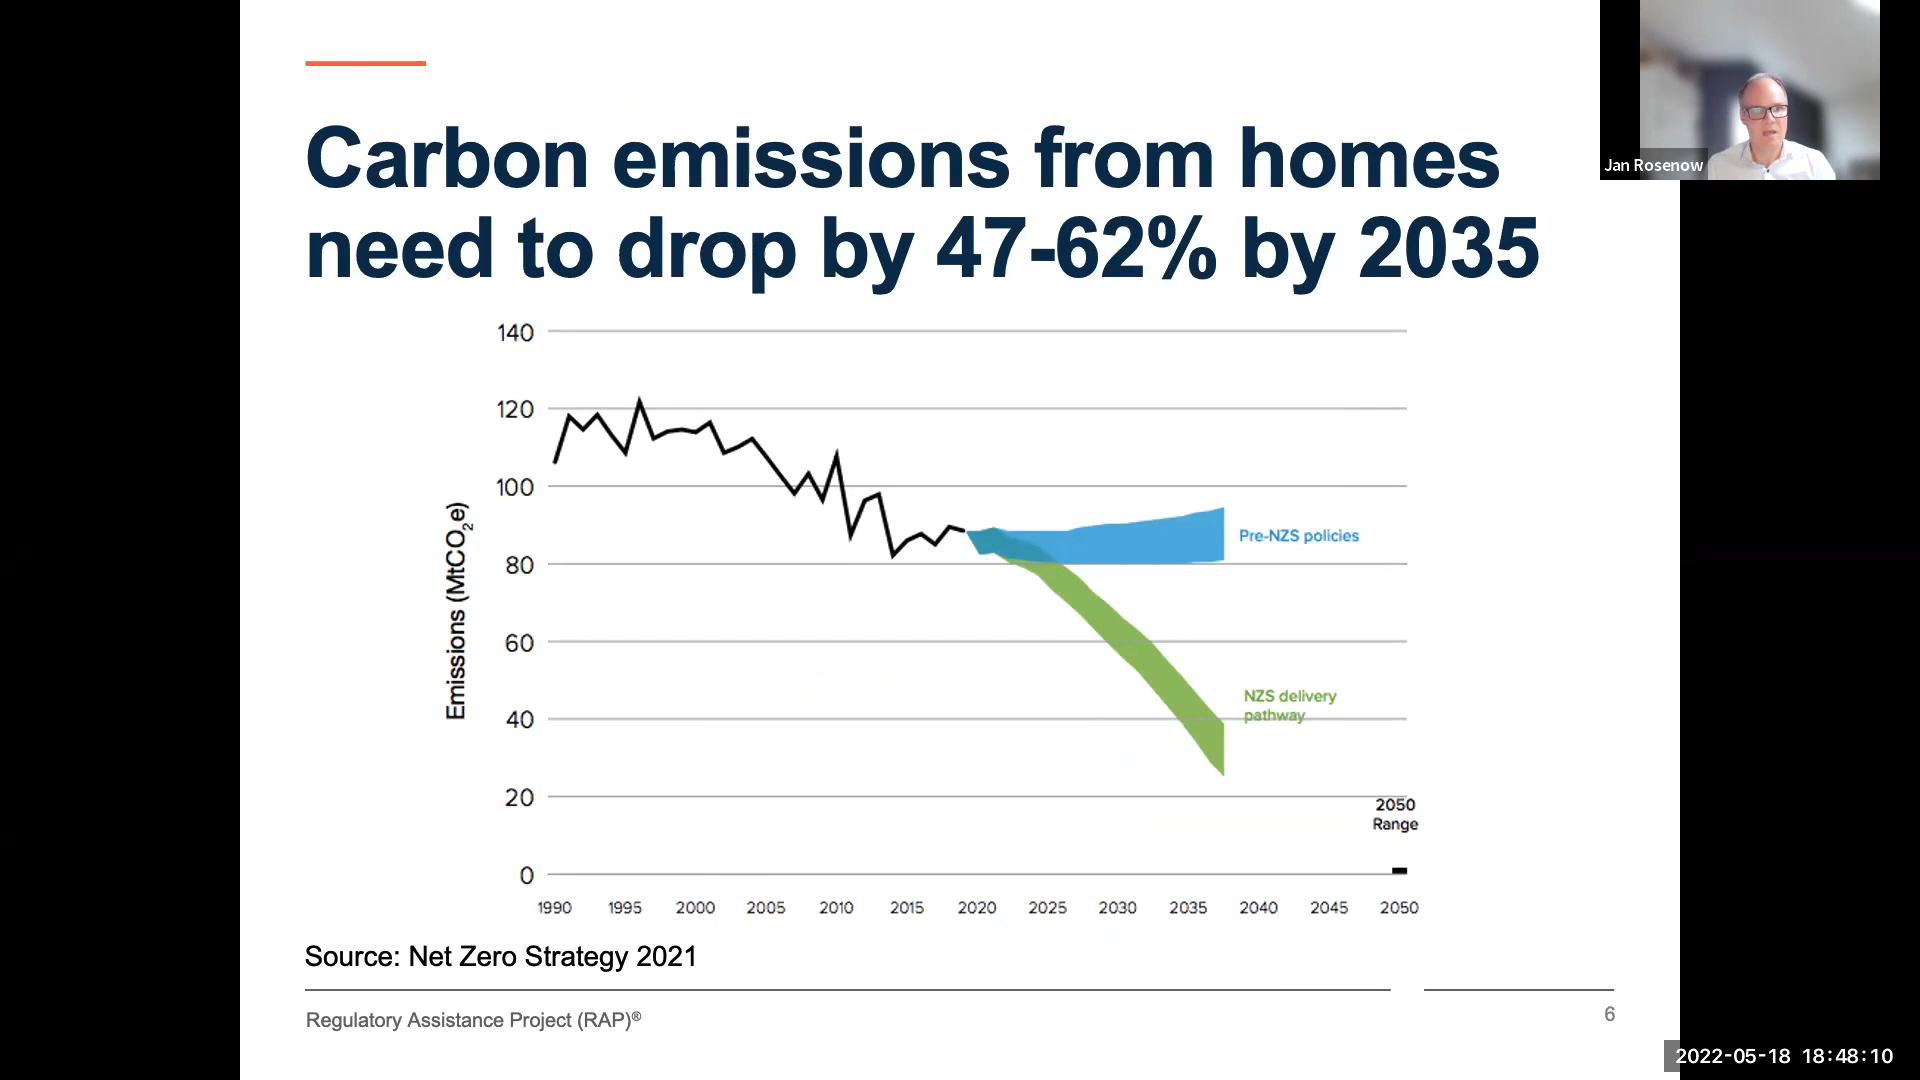 Carbon emissions from homes
need to drop by 47-62% by 2035
Jan Rosenow
140
120
100
80
60
40
20
0
Emissions (MtCO₂e)
Pre-NZS policies
NZS delivery
pathway
2050
Range
1990 1995 2000 2005 2010 2015 2020 2025 2030 2035 2040 2045 2050
Source: Net Zero Strategy 2021
Regulatory Assistance Project (RAP)®
6
2022-05-18 18:48:10